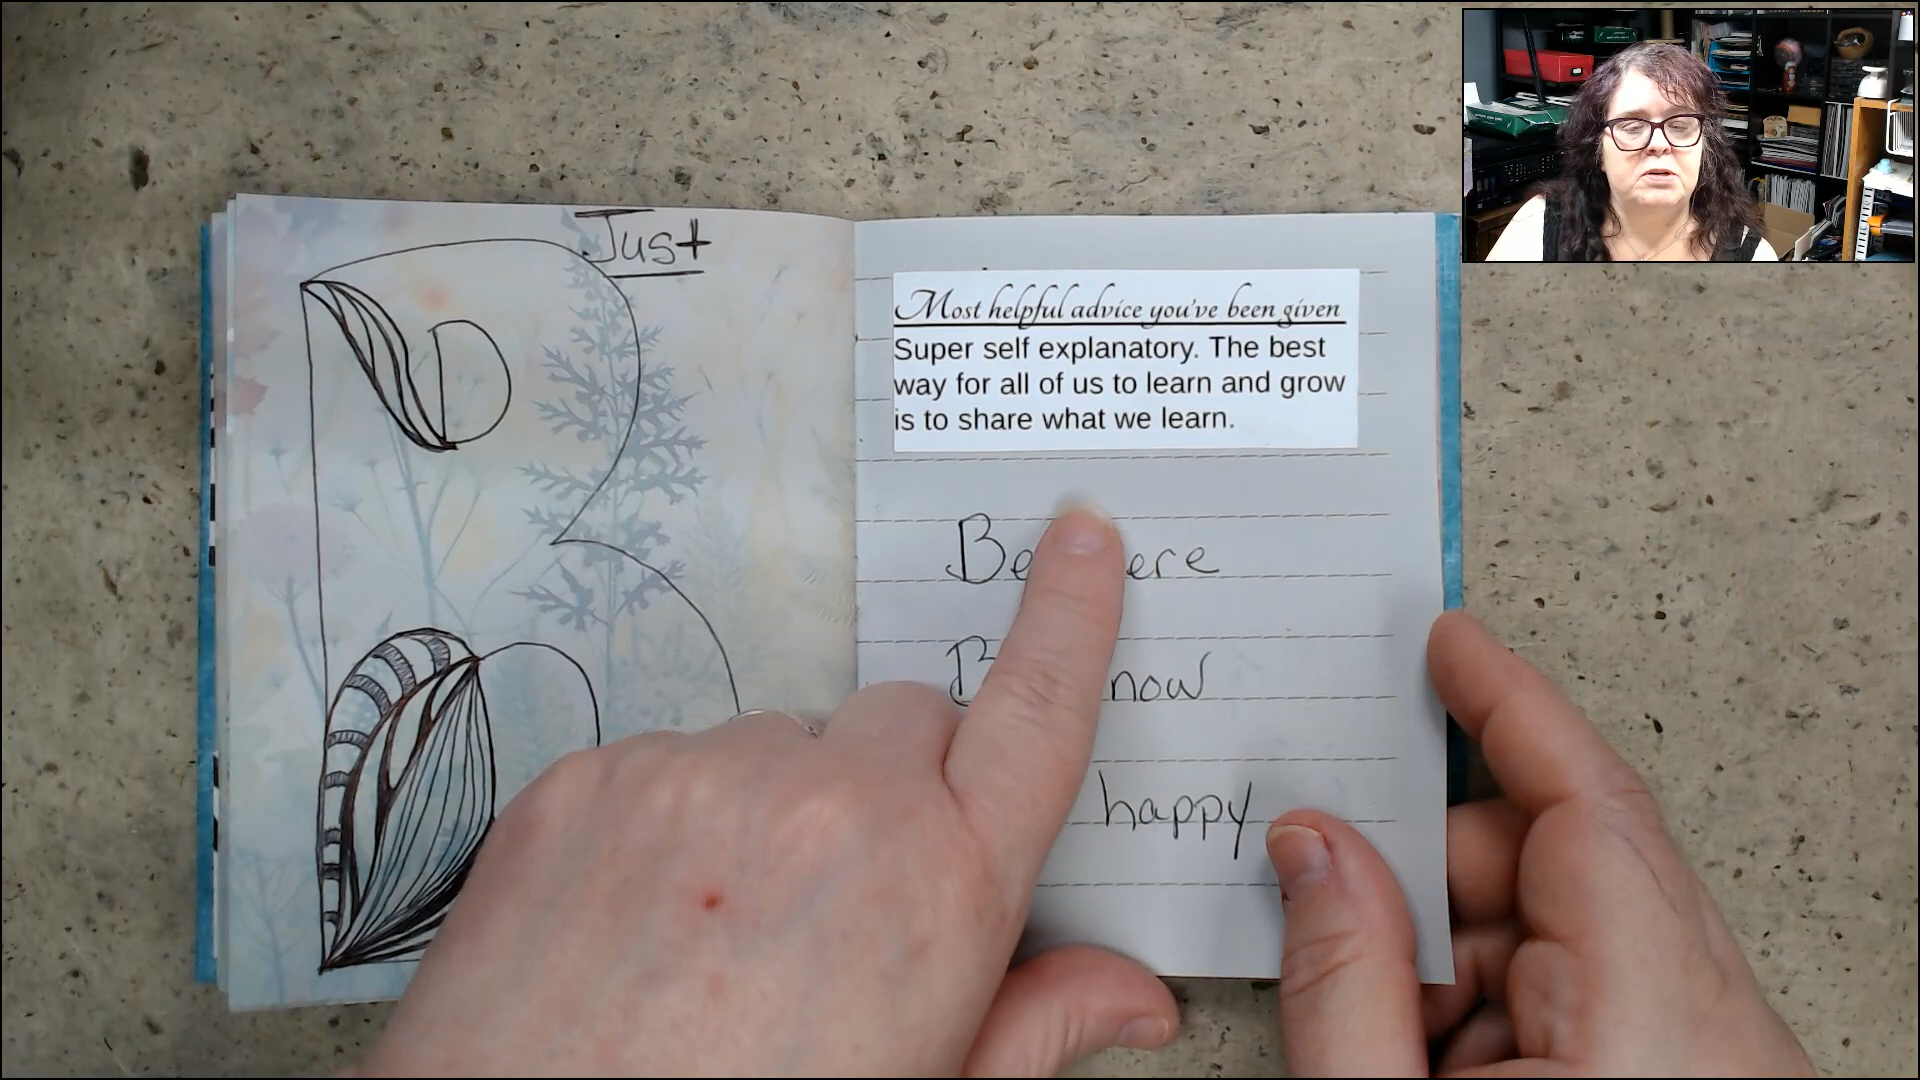 Just
Most helpful advice you've been given
Super self explanatory. The best
way for all of us to learn and grow
is to share what we learn.
Be
now
happy